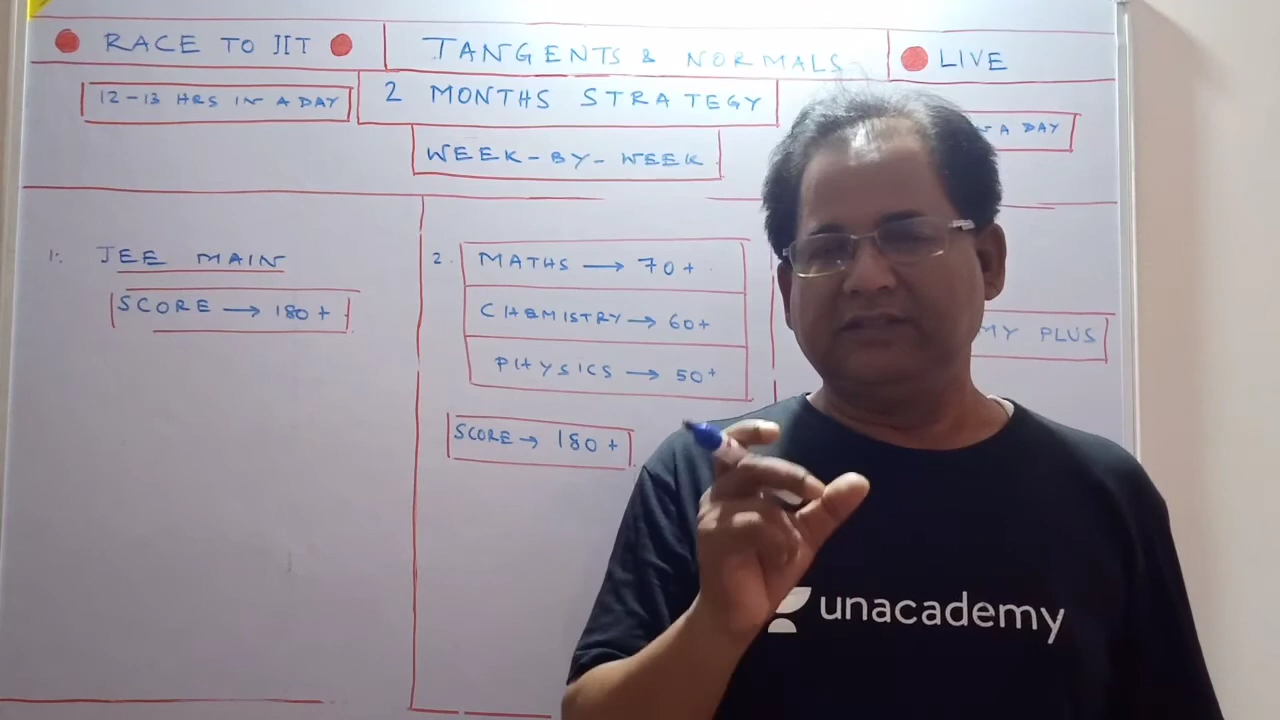 RACE TO IIT
TANGENTS & NORMALS
LIVE
12-13 HRS IN A DAY
2 MONTHS STRATEGY
A DAY
WEEK-BY-WEEK
1. JEE MAIN
SCORE → 180+
2. MATHS → 70+
CHEMISTRY → 60+
PHYSICS → 50+
SCORE → 180+
MY PLUS
unacademy